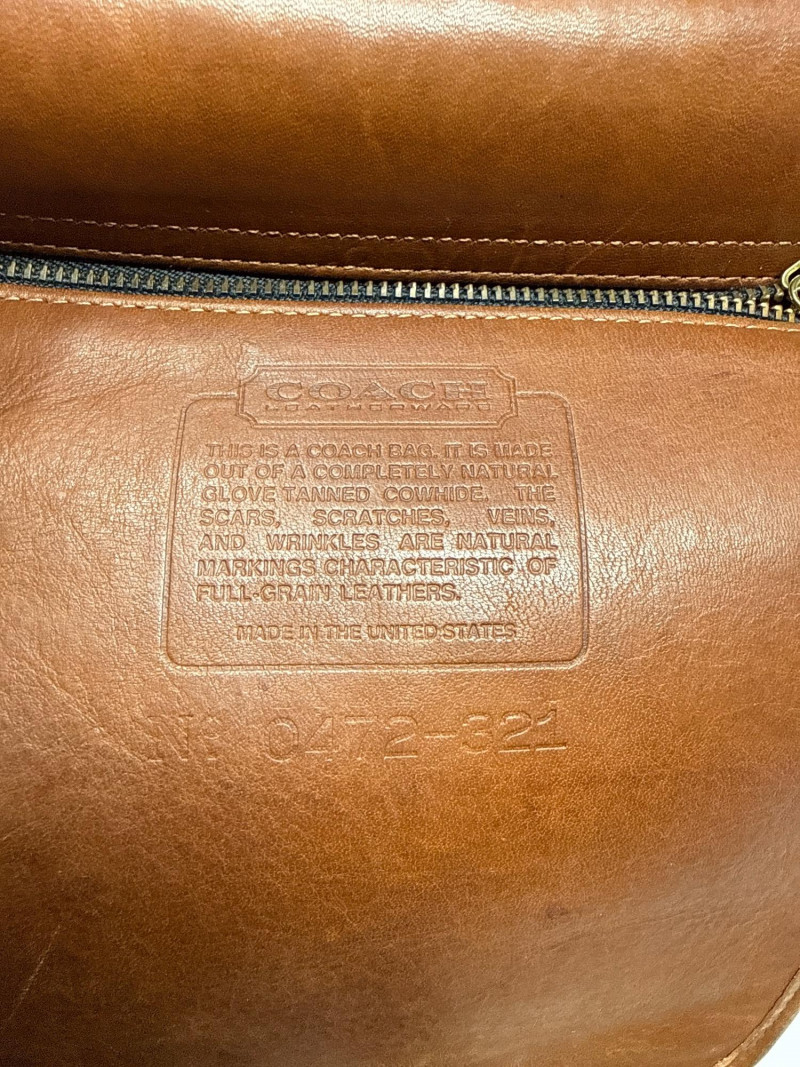 COACH
LEATHERWARE
THIS IS A COACH BAG. IT IS MADE
OUT OF A COMPLETELY NATURAL
GLOVE TANNED COWHIDE. THE
SCARS, SCRATCHES, VEINS,
AND WRINKLES ARE NATURAL
MARKINGS CHARACTERISTIC OF
FULL-GRAIN LEATHERS.
MADE IN THE UNITED STATES
Nº 0472-321